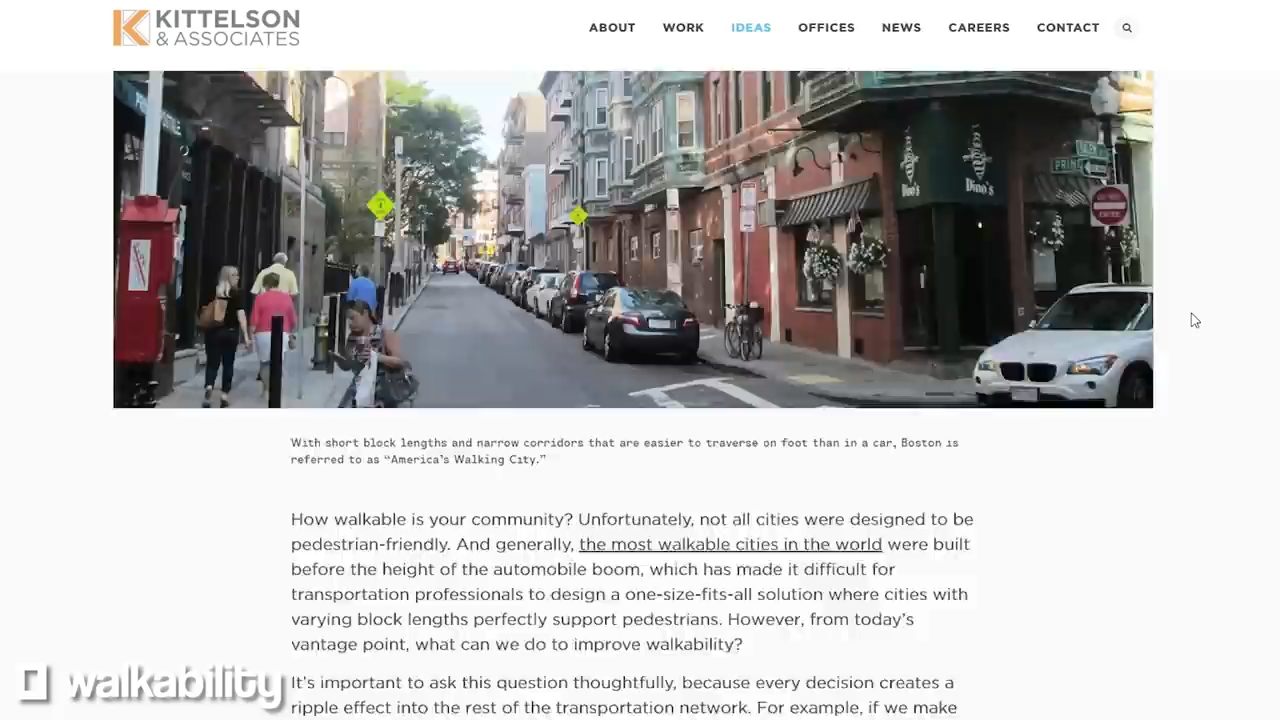 KITTELSON
& ASSOCIATES
ABOUT WORK IDEAS OFFICES NEWS CAREERS CONTACT
Dino's Dino's
PRINCE
ENTER
With short block lengths and narrow corridors that are easier to traverse on foot than in a car, Boston is
referred to as “America’s Walking City.”
How walkable is your community? Unfortunately, not all cities were designed to be
pedestrian-friendly. And generally, the most walkable cities in the world were built
before the height of the automobile boom, which has made it difficult for
transportation professionals to design a one-size-fits-all solution where cities with
varying block lengths perfectly support pedestrians. However, from today’s
vantage point, what can we do to improve walkability?
walkability
It’s important to ask this question thoughtfully, because every decision creates a
ripple effect into the rest of the transportation network. For example, if we make